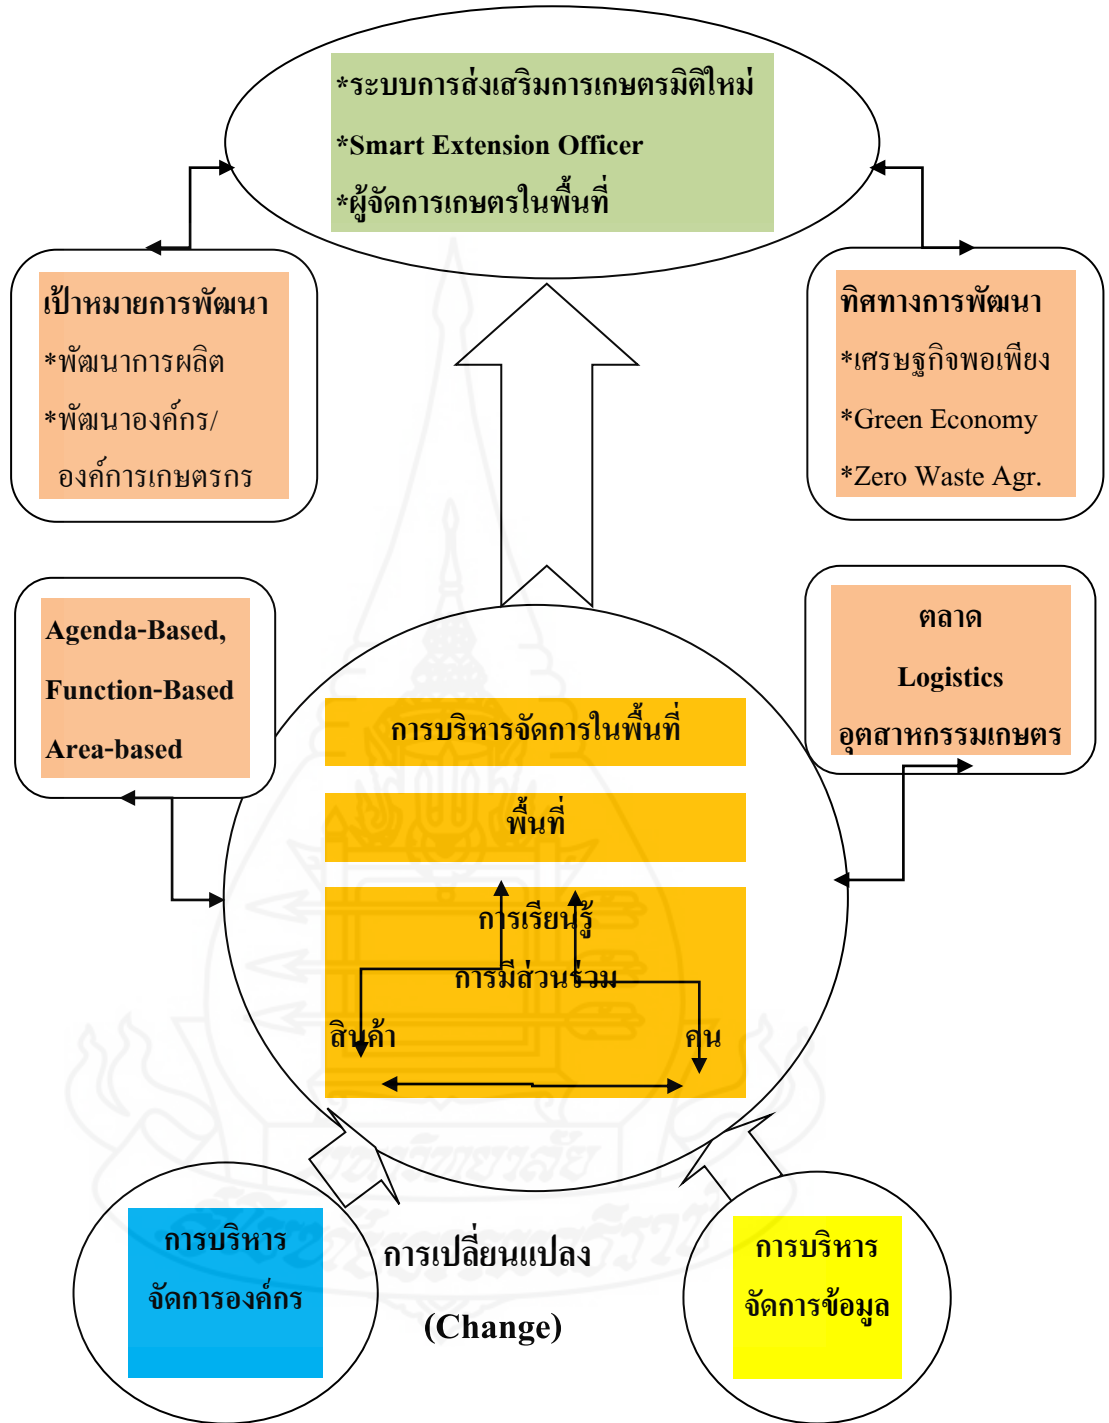 *ระบบการส่งเสริมการเกษตรมิติใหม่
*Smart Extension Officer
*ผู้จัดการเกษตรในพื้นที่
เป้าหมายการพัฒนา
*พัฒนาการผลิต
*พัฒนาองค์กร/
องค์การเกษตรกร
ทิศทางการพัฒนา
*เศรษฐกิจพอเพียง
*Green Economy
*Zero Waste Agr.
Agenda-Based,
Function-Based
Area-based
ตลาด
Logistics
อุตสาหกรรมเกษตร
การบริหารจัดการในพื้นที่
พื้นที่
การเรียนรู้
การมีส่วนร่วม
สินค้า
คน
การบริหาร
จัดการองค์กร
การเปลี่ยนแปลง
(Change)
การบริหาร
จัดการข้อมูล